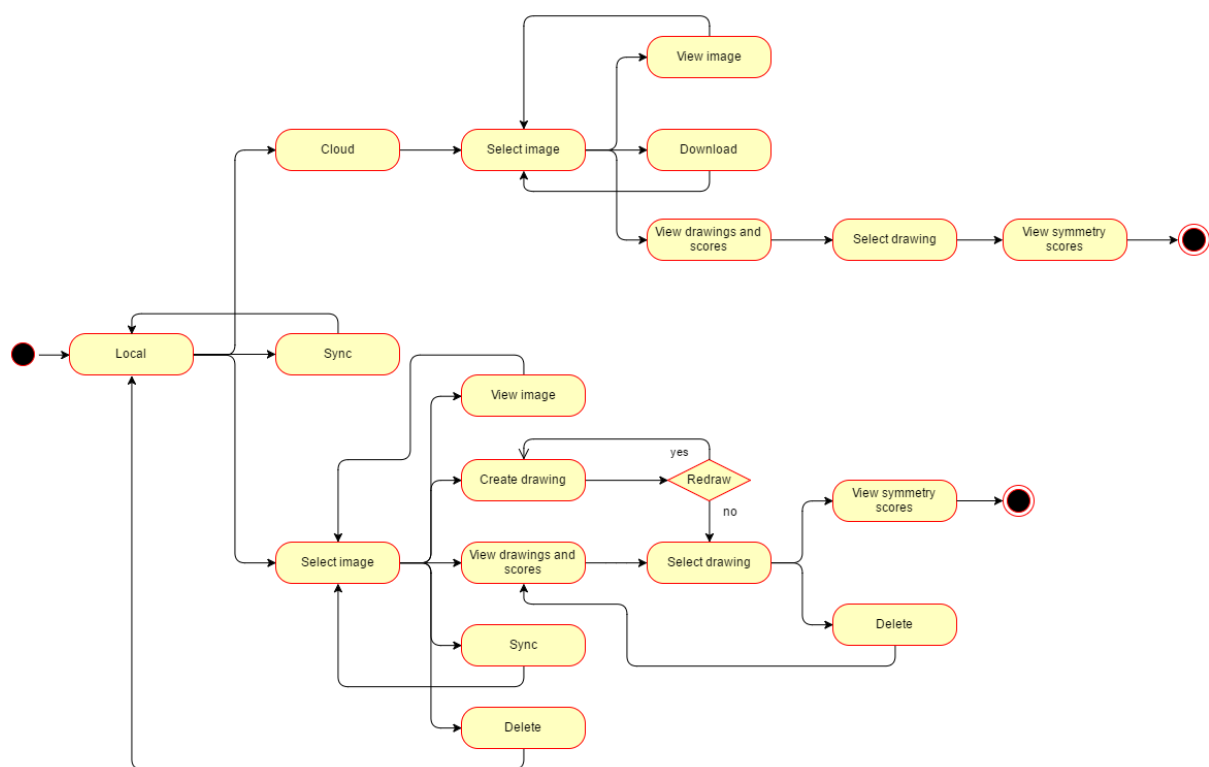 View image
Cloud
Select image
Download
View drawings and
scores
Select drawing
View symmetry
scores
Local
Sync
View image
yes
Create drawing
Redraw
View symmetry
scores
no
Select image
View drawings and
scores
Select drawing
Sync
Delete
Delete